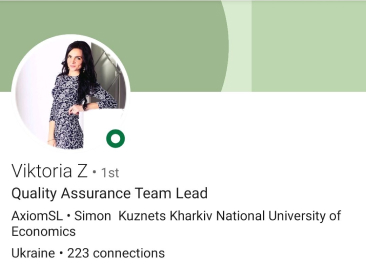 Viktoria Z • 1st
Quality Assurance Team Lead
AxiomSL • Simon Kuznets Kharkiv National University of
Economics
Ukraine • 223 connections